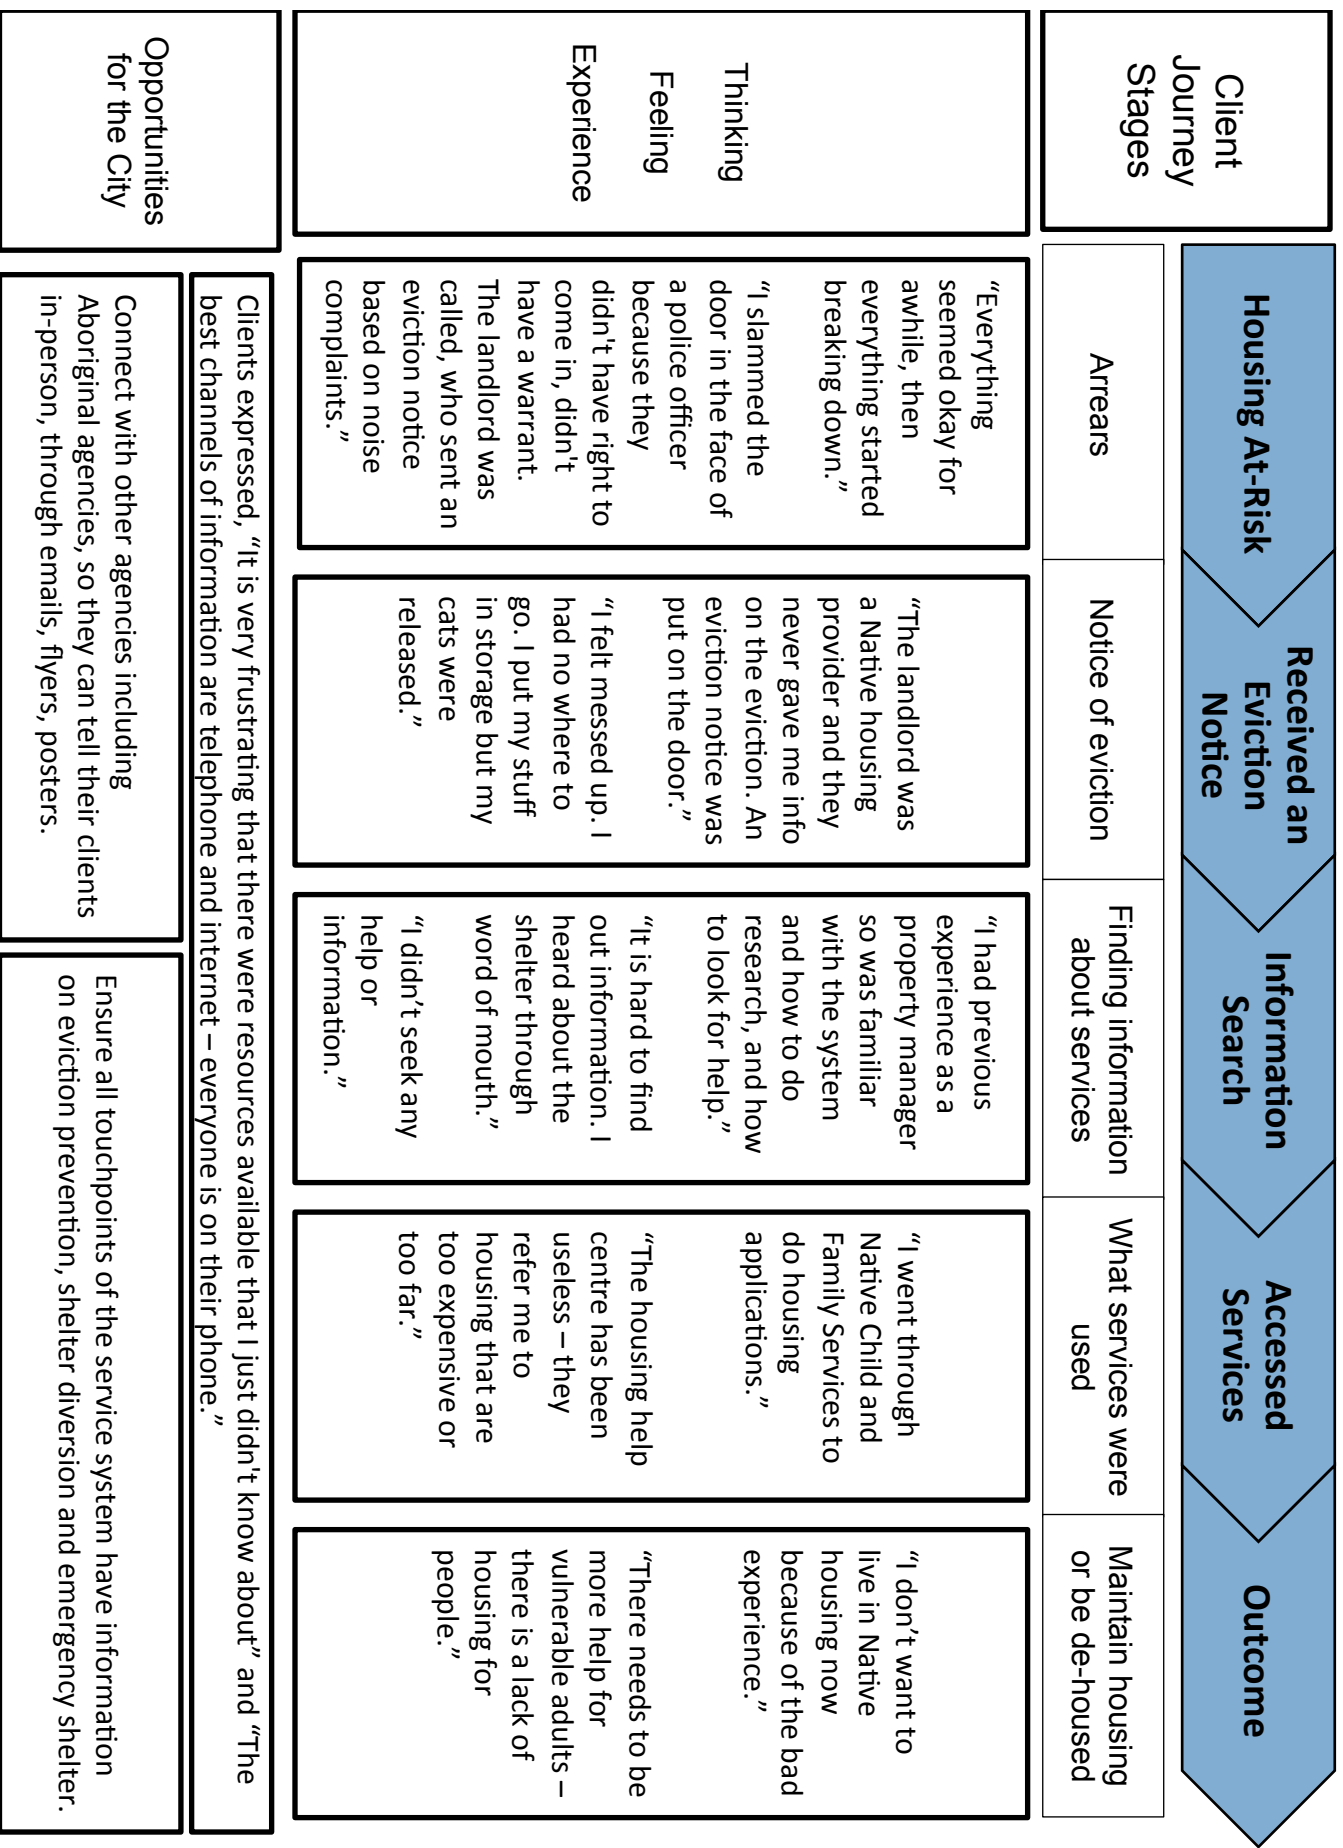 Client
Journey
Stages
Housing At-Risk
Received an
Eviction
Notice
Information
Search
Accessed
Services
Outcome
Arrears
Notice of eviction
Finding information
about services
What services were
used
Maintain housing
or be de-housed
Thinking
Feeling
Experience
“Everything
seemed okay for
awhile, then
everything started
breaking down.”
“I slammed the
door in the face of
a police officer
because they
didn't have right to
come in, didn't
have a warrant.
The landlord was
called, who sent an
eviction notice
based on noise
complaints.”
“The landlord was
a Native housing
provider and they
never gave me info
on the eviction. An
eviction notice was
put on the door.”
“I felt messed up. I
had no where to
go. I put my stuff
in storage but my
cats were
released.”
“I had previous
experience as a
property manager
so was familiar
with the system
and how to do
research, and how
to look for help.”
“It is hard to find
out information. I
heard about the
shelter through
word of mouth.”
“I didn’t seek any
help or
information.”
“I went through
Native Child and
Family Services to
do housing
applications.”
“The housing help
centre has been
useless – they
refer me to
housing that are
too expensive or
too far.”
“I don’t want to
live in Native
housing now
because of the bad
experience.”
“There needs to be
more help for
vulnerable adults –
there is a lack of
housing for
people.”
Opportunities
for the City
Clients expressed, “It is very frustrating that there were resources available that I just didn't know about” and “The
best channels of information are telephone and internet – everyone is on their phone.”
Connect with other agencies including
Aboriginal agencies, so they can tell their clients
in-person, through emails, flyers, posters.
Ensure all touchpoints of the service system have information
on eviction prevention, shelter diversion and emergency shelter.